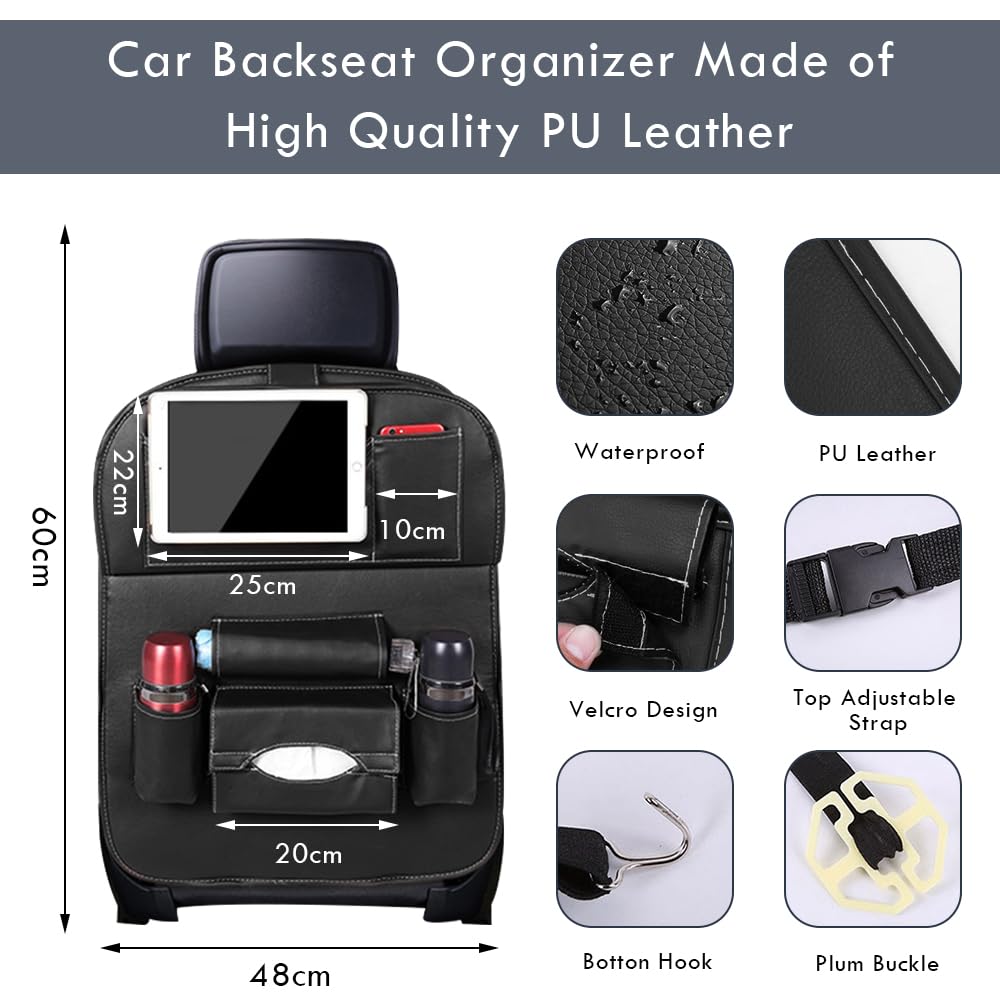 Car Backseat Organizer Made of
High Quality PU Leather
60cm
22cm
10cm
25cm
20cm
48cm
Waterproof
PU Leather
Velcro Design
Top Adjustable
Strap
Botton Hook
Plum Buckle